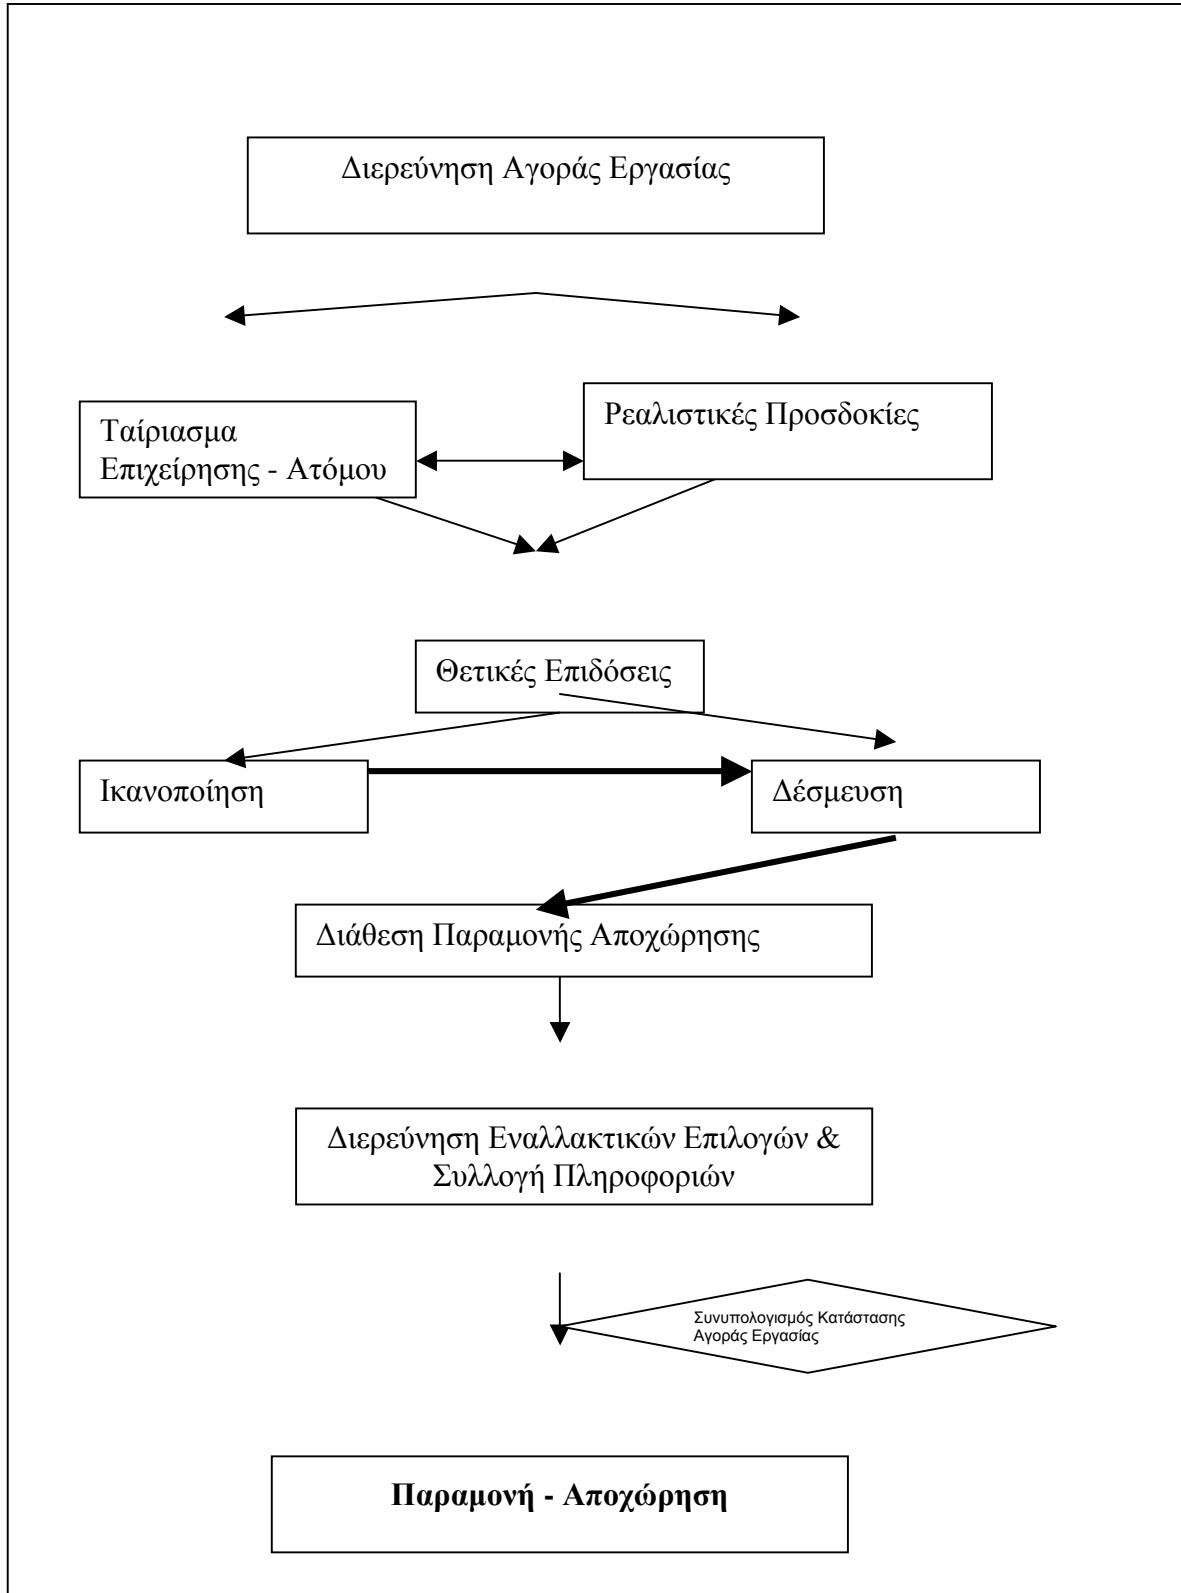 Διερεύνηση Αγοράς Εργασίας
Ταίριασμα
Επιχείρησης - Ατόμου
Ρεαλιστικές Προσδοκίες
Θετικές Επιδόσεις
Ικανοποίηση
Δέσμευση
Διάθεση Παραμονής Αποχώρησης
Διερεύνηση Εναλλακτικών Επιλογών &
Συλλογή Πληροφοριών
Συνυπολογισμός Κατάστασης
Αγοράς Εργασίας
Παραμονή - Αποχώρηση